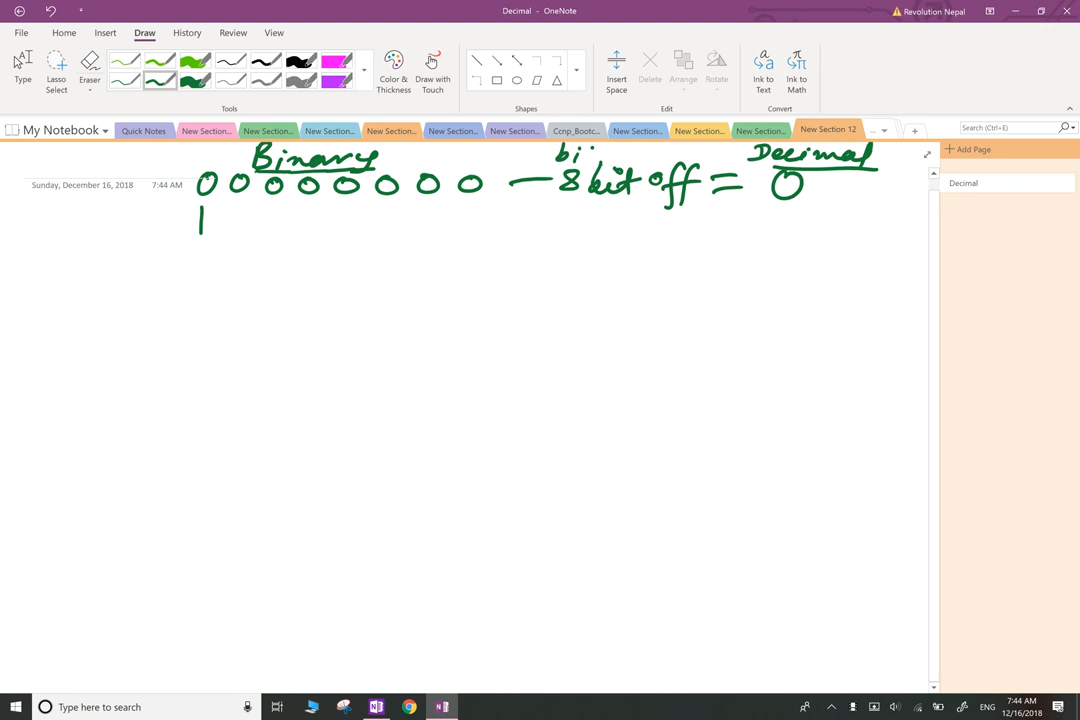 Decimal - OneNote
Revolution Nepal
File Home Insert Draw History Review View
Type
Lasso Select
Eraser
Color & Thickness
Draw with Touch
Insert Space
Delete
Arrange
Rotate
Ink to Text
Ink to Math
Tools
Shapes
Edit
Convert
My Notebook
Quick Notes
New Section...
New Section...
New Section...
New Section...
New Section...
New Section...
Ccnp_Bootc...
New Section...
New Section...
New Section...
New Section 12
...
Search (Ctrl+E)
Add Page
Decimal
Binary bi Decimal
Sunday, December 16, 2018 7:44 AM
0 0 0 0 0 0 0 0 — 8 bit off = 0
1
Type here to search
ENG
7:44 AM
12/16/2018